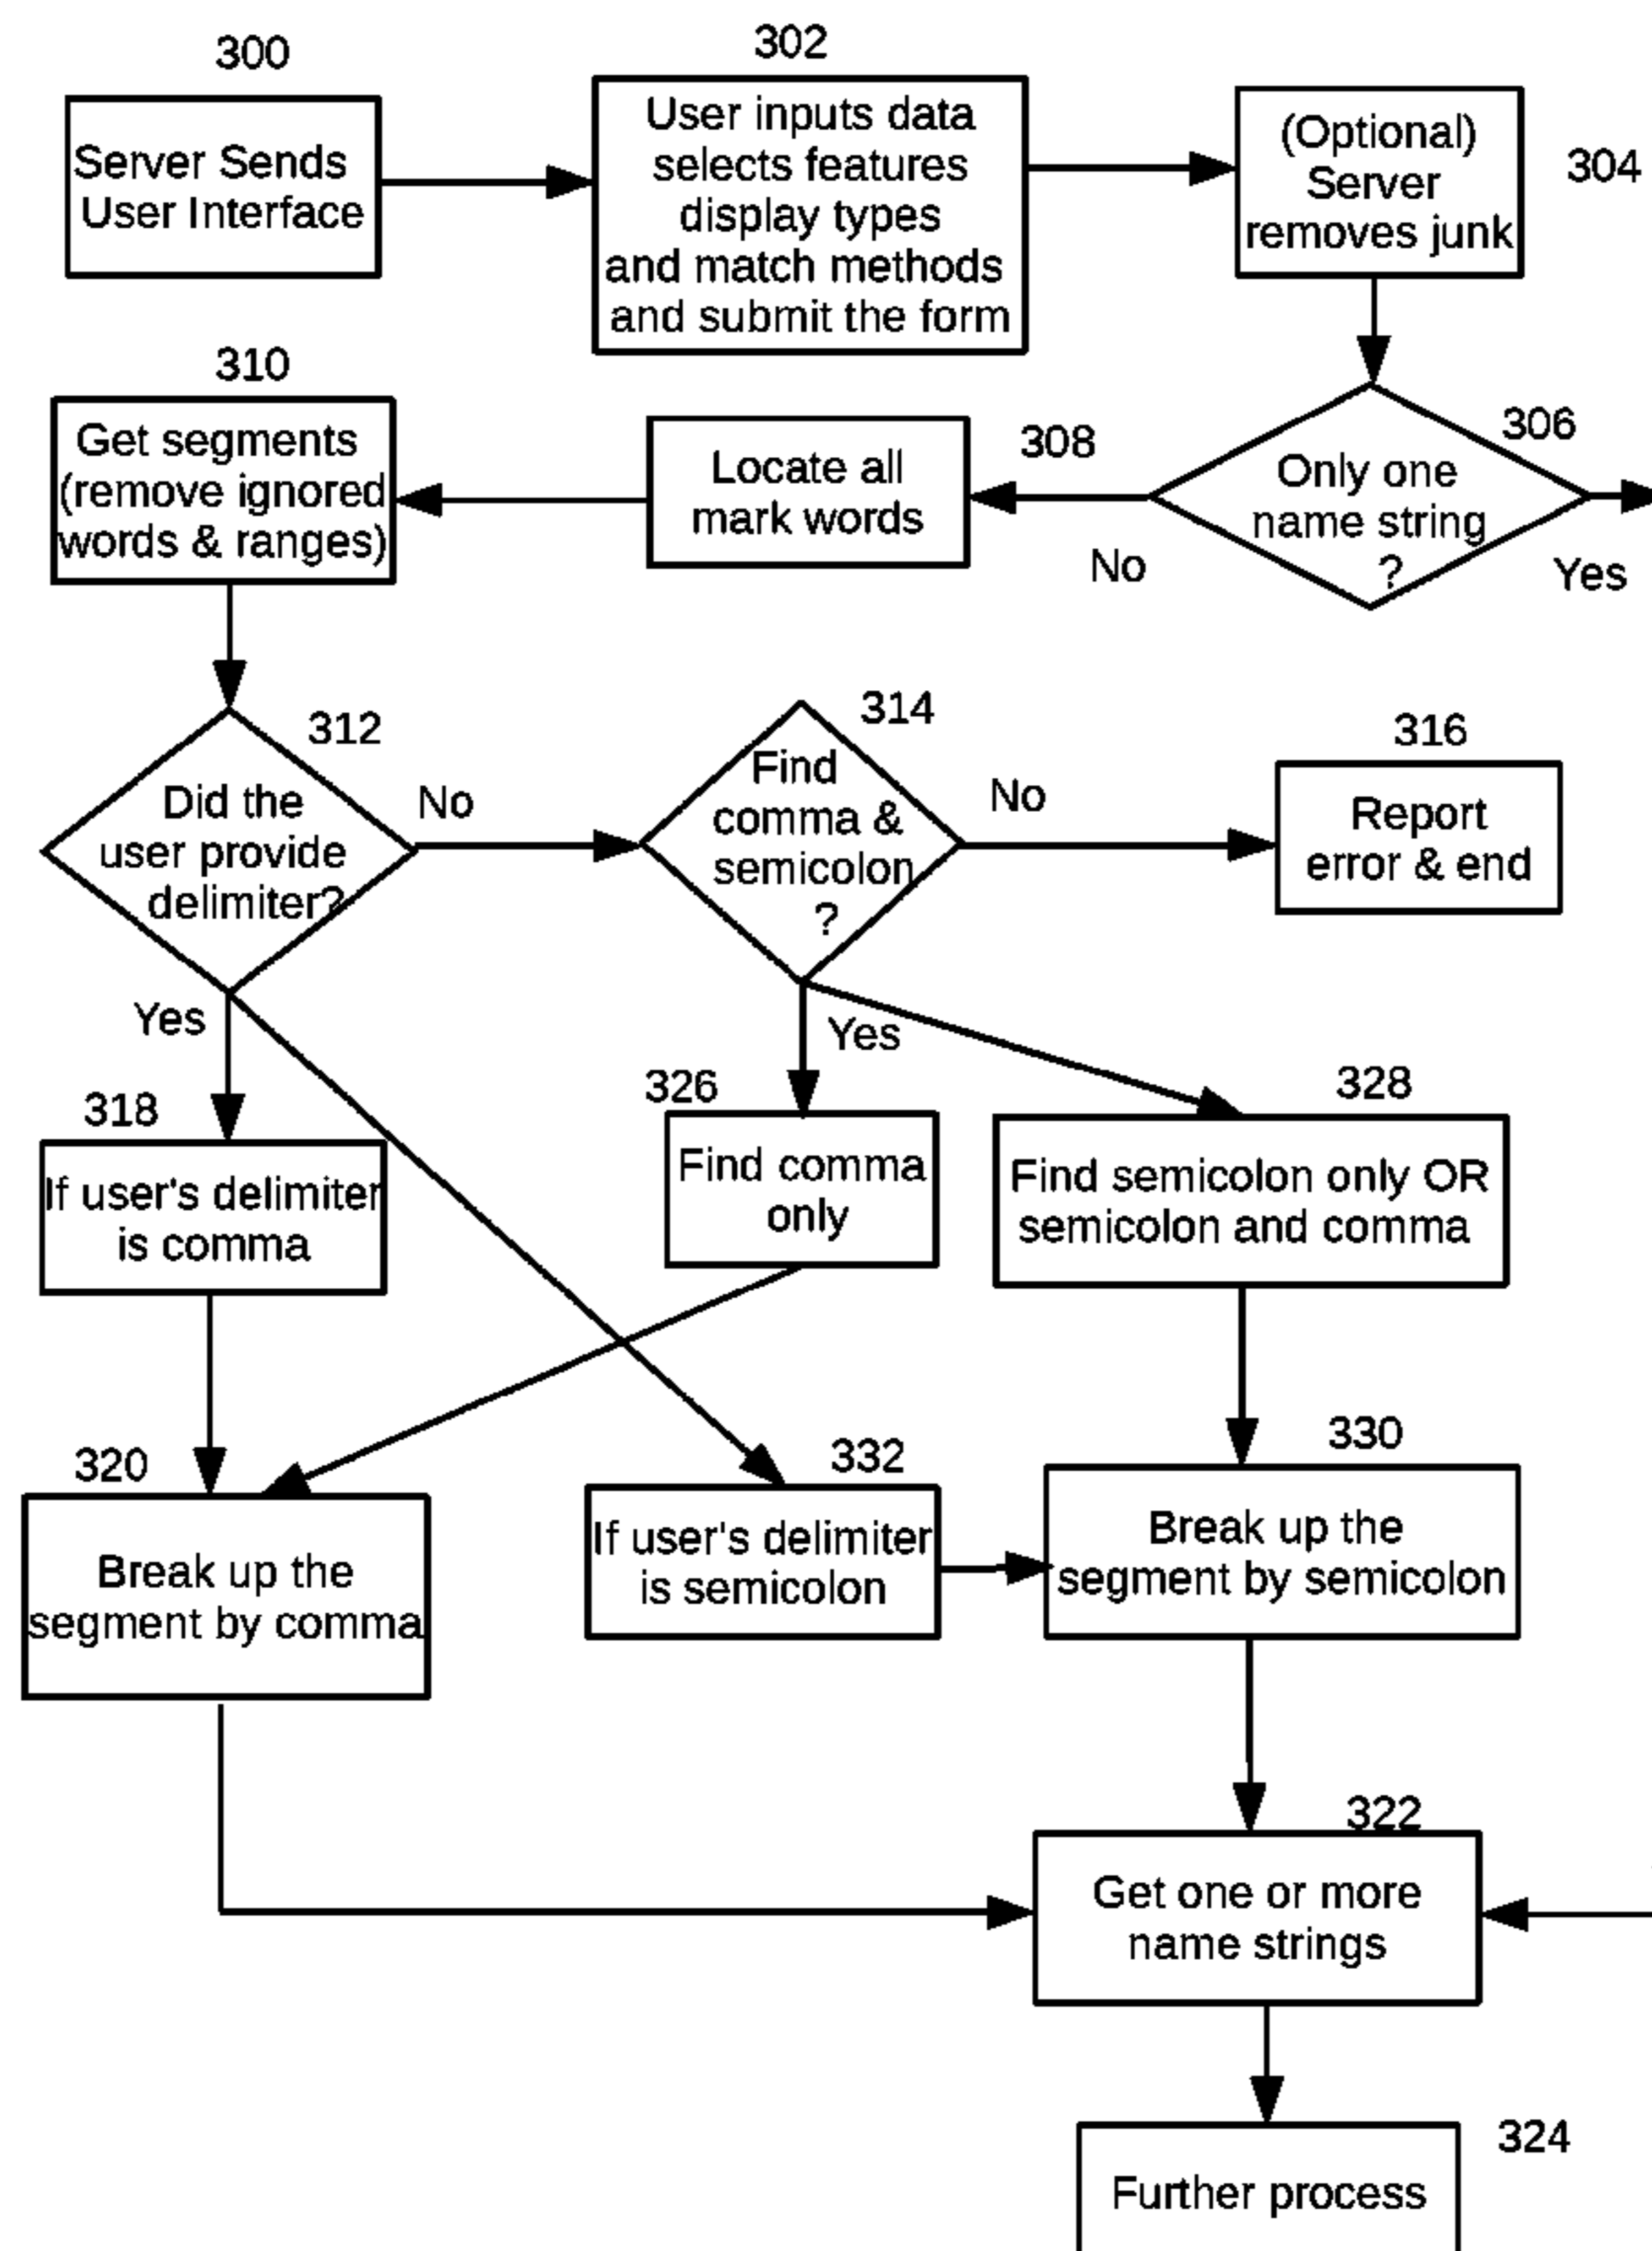 300
Server Sends
User Interface
302
User inputs data
selects features
display types
and match methods
and submit the form
(Optional)
Server
removes junk
304
310
Get segments
(remove ignored
words & ranges)
Locate all
mark words
308
306
Only one
name string
?
No
Yes
312
Did the
user provide
delimiter?
No
314
Find
comma &
semicolon
?
No
316
Report
error & end
Yes
Yes
318
If user's delimiter
is comma
326
Find comma
only
328
Find semicolon only OR
semicolon and comma
320
Break up the
segment by comma
332
If user's delimiter
is semicolon
330
Break up the
segment by semicolon
322
Get one or more
name strings
324
Further process